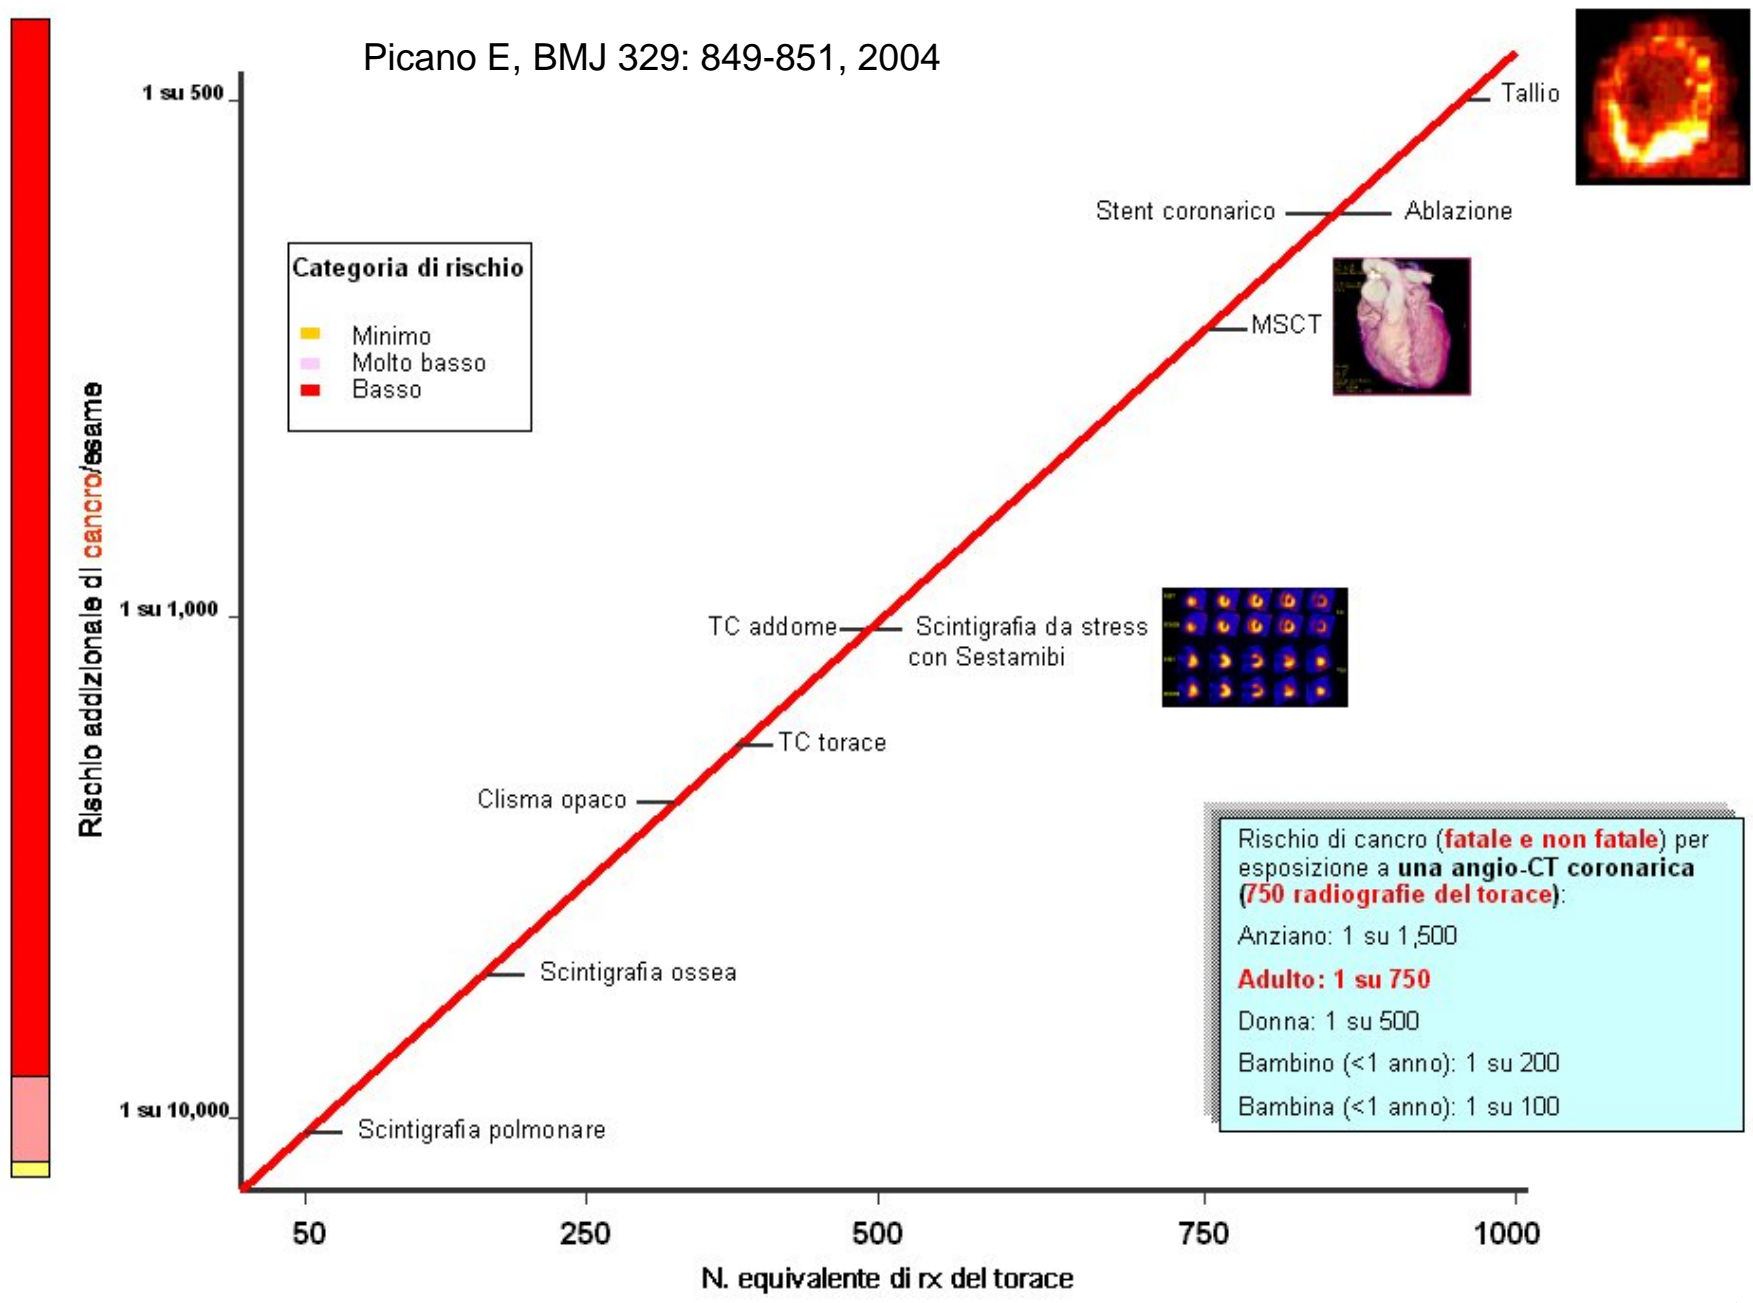 Picano E, BMJ 329: 849-851, 2004
1 su 500
Tallio
Stent coronarico
Ablazione
Categoria di rischio
Minimo
Molto basso
Basso
MSCT
Rischio addizionale di cancro/esame
1 su 1,000
TC addome
Scintigrafia da stress
con Sestamibi
TC torace
Clisma opaco
Rischio di cancro (fatale e non fatale) per
esposizione a una angio-CT coronarica
(750 radiografie del torace):
Anziano: 1 su 1,500
Adulto: 1 su 750
Donna: 1 su 500
Bambino (<1 anno): 1 su 200
Bambina (<1 anno): 1 su 100
Scintigrafia ossea
1 su 10,000
Scintigrafia polmonare
50 250 500 750 1000
N. equivalente di rx del torace